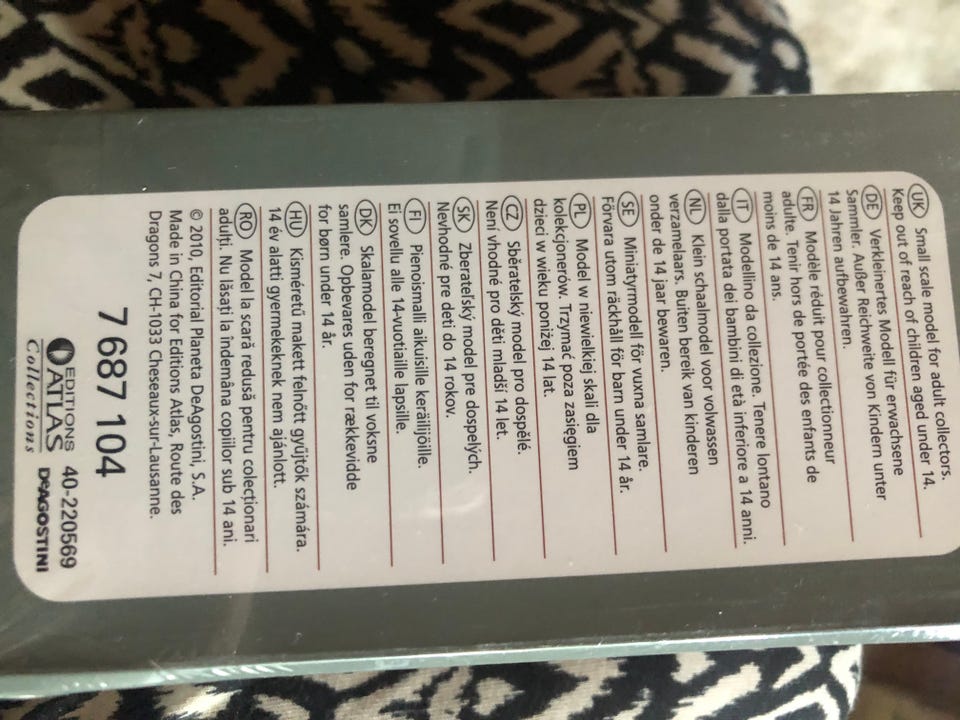 UK Small scale model for adult collectors.
Keep out of reach of children aged under 14.
DE Verkleinertes Modell für erwachsene
Sammler. Außer Reichweite von Kindern unter
14 Jahren aufbewahren.
FR Modèle réduit pour collectionneur
adulte. Tenir hors de portée des enfants de
moins de 14 ans.
IT Modellino da collezione. Tenere lontano
dalla portata dei bambini di età inferiore a 14 anni.
NL Klein schaalmodel voor volwassen
verzamelaars. Buiten bereik van kinderen
onder de 14 jaar bewaren.
SE Miniatyrmodell för vuxna samlare.
Förvara utom räckhåll för barn under 14 år.
PL Model w niewielkiej skali dla
kolekcjonerów. Trzymać poza zasięgiem
dzieci w wieku poniżej 14 lat.
CZ Sběratelský model pro dospělé.
Není vhodné pro děti mladší 14 let.
SK Zberateľský model pre dospelých.
Nevhodné pre deti do 14 rokov.
FI Pienoismalli aikuisille keräilijöille.
Ei sovellu alle 14-vuotiaille lapsille.
DK Skalamodel beregnet til voksne
samlere. Opbevares uden for rækkevidde
for børn under 14 år.
HU Kisméretű makett felnőtt gyűjtők számára.
14 év alatti gyermekeknek nem ajánlott.
RO Model la scară redusă pentru colecționari
adulți. Nu lăsați la îndemâna copiilor sub 14 ani.
© 2010, Editorial Planeta DeAgostini, S.A.
Made in China for Editions Atlas, Route des
Dragons 7, CH-1033 Cheseaux-sur-Lausanne.
7 687 104
EDITIONS 40-220569
ATLAS
Collections DeAGOSTINI